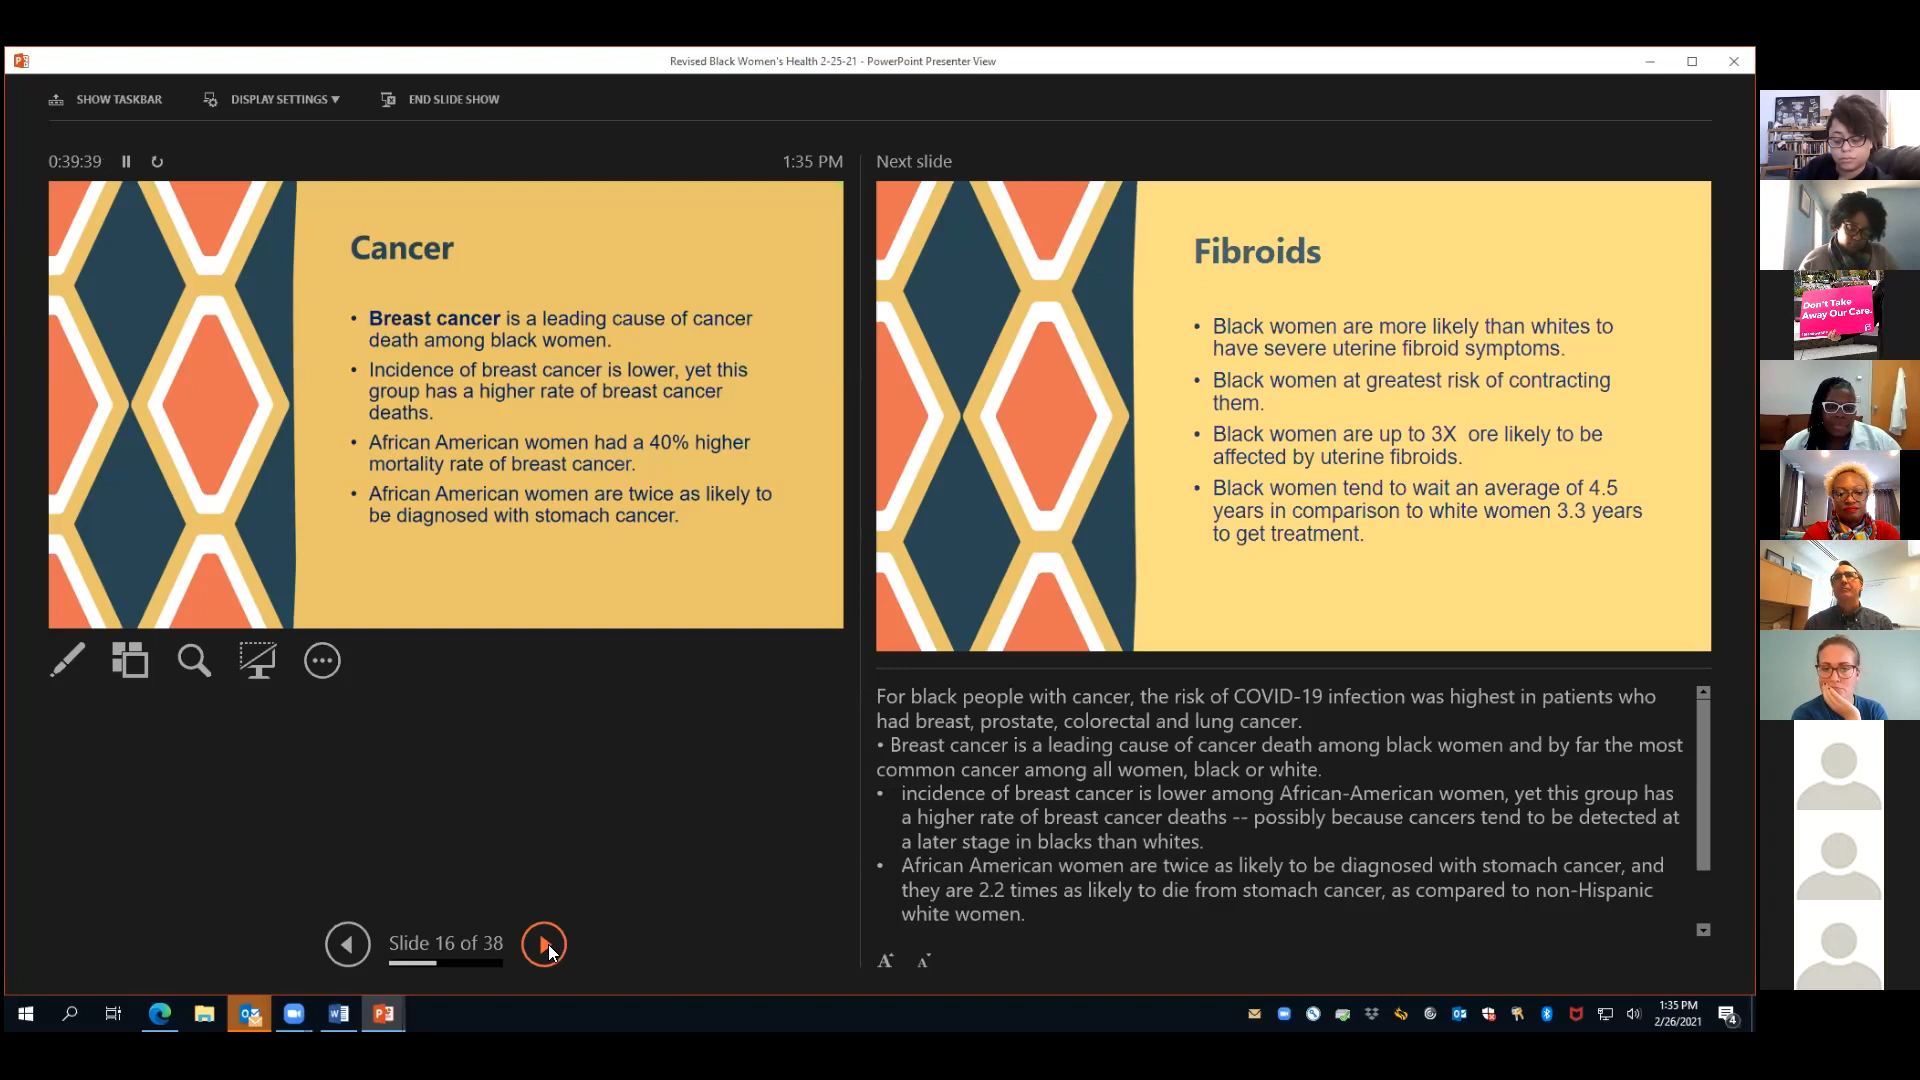 Revised Black Women's Health 2-25-21 - PowerPoint Presenter View
SHOW TASKBAR
DISPLAY SETTINGS ▼
END SLIDE SHOW
0:39:39
1:35 PM
Cancer
• Breast cancer is a leading cause of cancer
death among black women.
• Incidence of breast cancer is lower, yet this
group has a higher rate of breast cancer
deaths.
• African American women had a 40% higher
mortality rate of breast cancer.
• African American women are twice as likely to
be diagnosed with stomach cancer.
Slide 16 of 38
Next slide
Fibroids
• Black women are more likely than whites to
have severe uterine fibroid symptoms.
• Black women at greatest risk of contracting
them.
• Black women are up to 3X  ore likely to be
affected by uterine fibroids.
• Black women tend to wait an average of 4.5
years in comparison to white women 3.3 years
to get treatment.
For black people with cancer, the risk of COVID-19 infection was highest in patients who
had breast, prostate, colorectal and lung cancer.
• Breast cancer is a leading cause of cancer death among black women and by far the most
common cancer among all women, black or white.
• incidence of breast cancer is lower among African-American women, yet this group has
a higher rate of breast cancer deaths -- possibly because cancers tend to be detected at
a later stage in blacks than whites.
• African American women are twice as likely to be diagnosed with stomach cancer, and
they are 2.2 times as likely to die from stomach cancer, as compared to non-Hispanic
white women.
A A
Don't Take
Away Our Care.
1:35 PM
2/26/2021
4